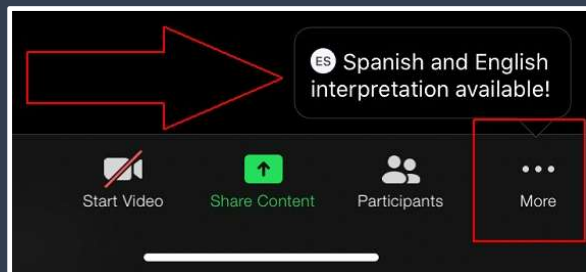 ES Spanish and English
interpretation available!
Start Video
Share Content
Participants
More